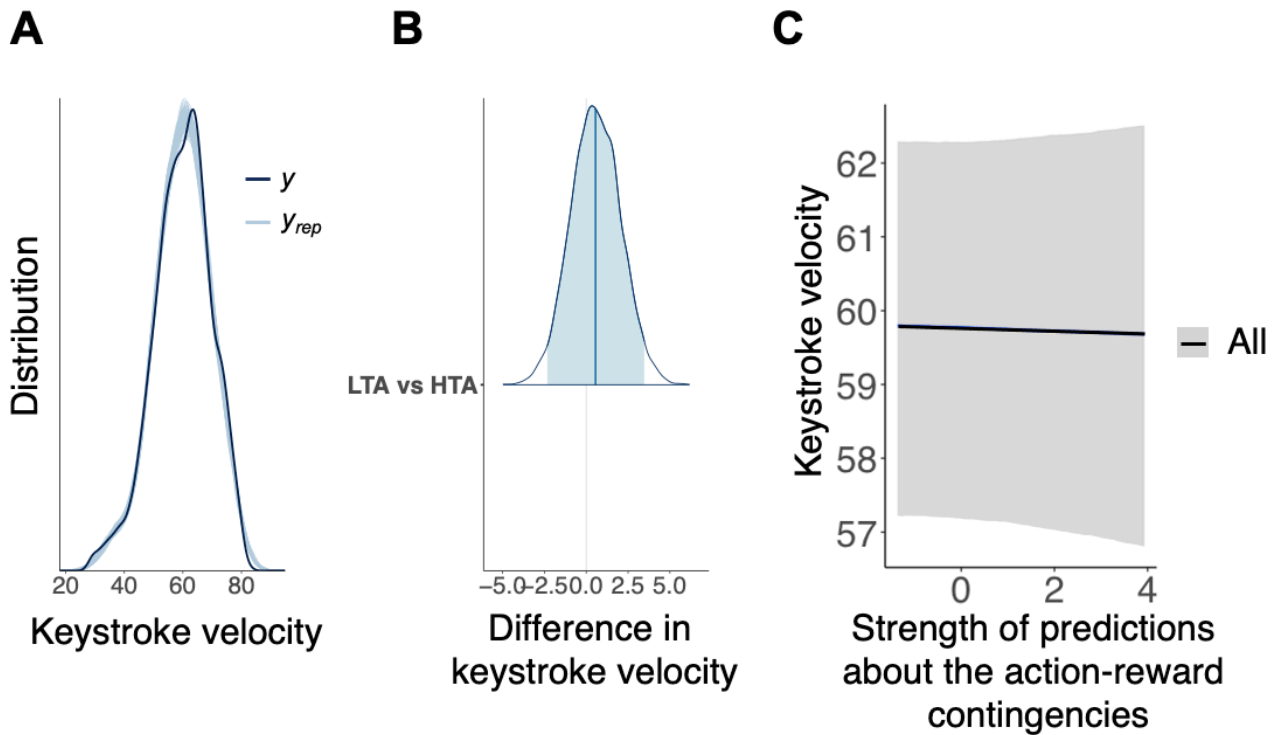 A
B
C
Distribution
y
yrep
20 40 60 80
Keystroke velocity
LTA vs HTA
−5.0 −2.5 0.0 2.5 5.0
Difference in
keystroke velocity
Keystroke velocity
62
61
60
59
58
57
0 2 4
Strength of predictions
about the action-reward
contingencies
All